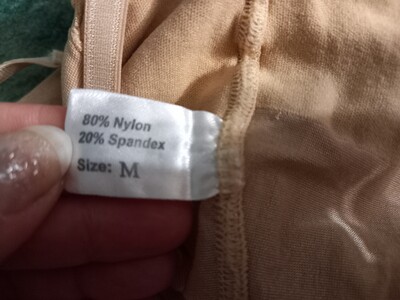 80% Nylon
20% Spandex
Size: M